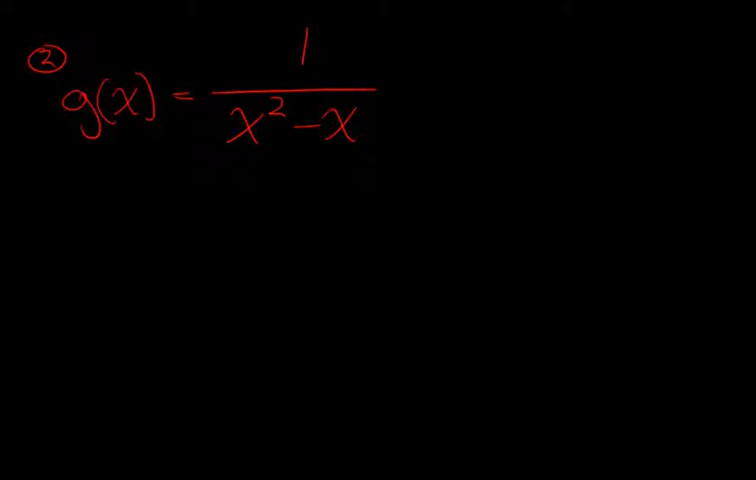 ② g(x) = 1 / (x² - x)